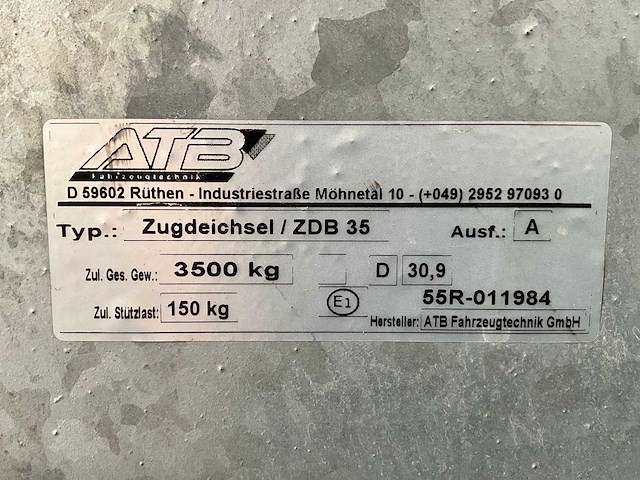 ATB
Fahrzeugtechnik
D 59602 Rüthen - Industriestraße Möhnetal 10 - (+049) 2952 97093 0
Typ.: Zugdeichsel / ZDB 35 Ausf.: A
Zul. Ges. Gew.: 3500 kg D 30,9
Zul. Stützlast: 150 kg E1 55R-011984
Hersteller: ATB Fahrzeugtechnik GmbH